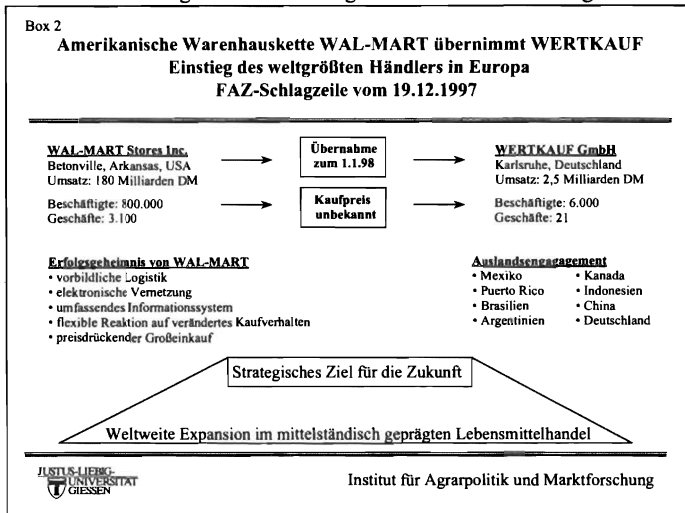 Box 2
Amerikanische Warenhauskette WAL-MART übernimmt WERTKAUF
Einstieg des weltgrößten Händlers in Europa
FAZ-Schlagzeile vom 19.12.1997
WAL-MART Stores Inc.
Betonville, Arkansas, USA
Umsatz: 180 Milliarden DM
Beschäftigte: 800.000
Geschäfte: 3.100
Übernahme
zum 1.1.98
Kaufpreis
unbekannt
WERTKAUF GmbH
Karlsruhe, Deutschland
Umsatz: 2,5 Milliarden DM
Beschäftigte: 6.000
Geschäfte: 21
Erfolgsgeheimnis von WAL-MART
• vorbildliche Logistik
• elektronische Vernetzung
• umfassendes Informationssystem
• flexible Reaktion auf verändertes Kaufverhalten
• preisdrückender Großeinkauf
Auslandsengagement
• Mexiko • Kanada
• Puerto Rico • Indonesien
• Brasilien • China
• Argentinien • Deutschland
Strategisches Ziel für die Zukunft
Weltweite Expansion im mittelständisch geprägten Lebensmittelhandel
JUSTUS-LIEBIG-
UNIVERSITÄT
GIESSEN
Institut für Agrarpolitik und Marktforschung